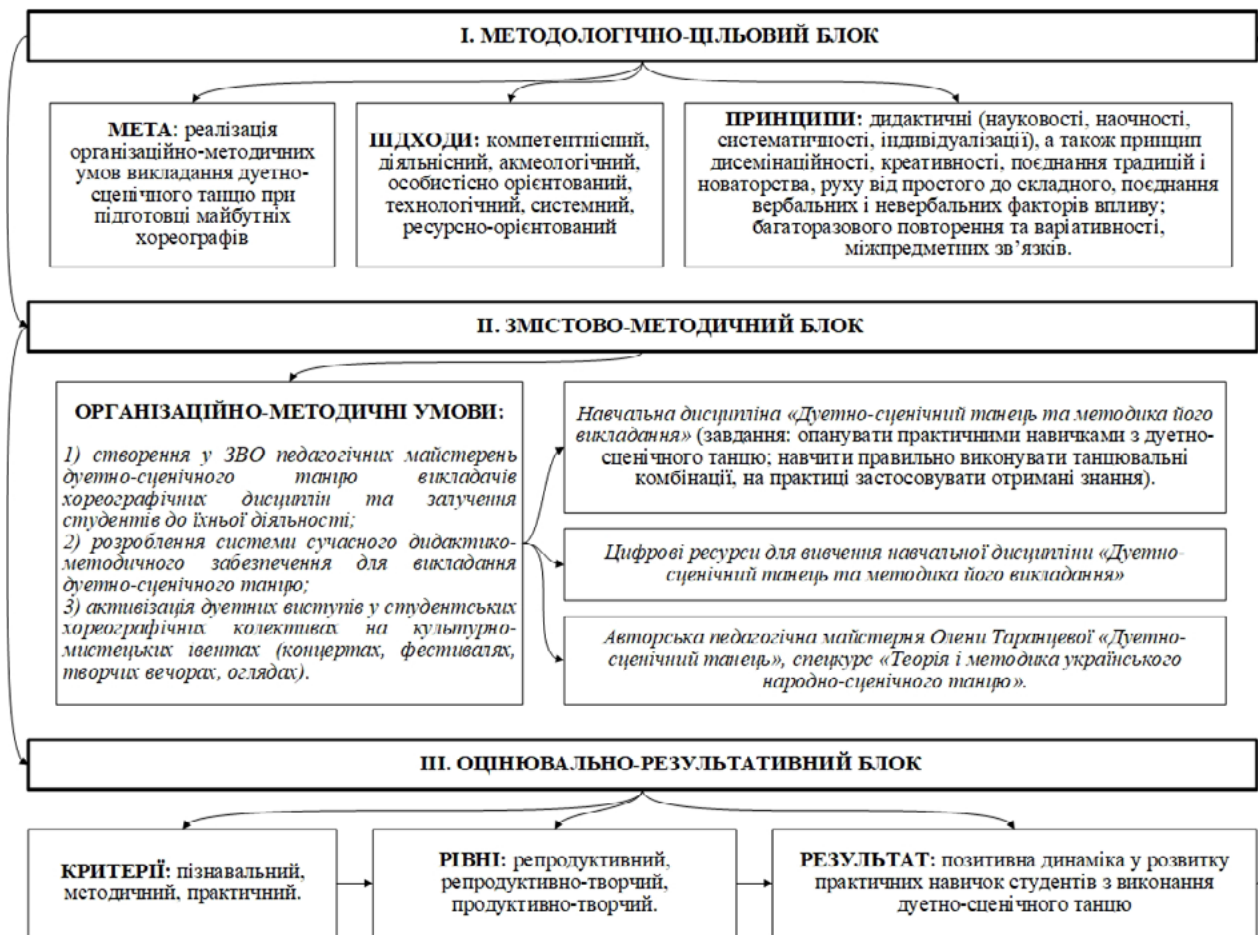 І. МЕТОДОЛОГІЧНО-ЦІЛЬОВИЙ БЛОК
МЕТА: реалізація
організаційно-методичних
умов викладання дуетно-
сценічного танцю при
підготовці майбутніх
хореографів
ПІДХОДИ: компетентнісний,
діяльнісний, акмеологічний,
особистісно орієнтований,
технологічний, системний,
ресурсно-орієнтований
ПРИНЦИПИ: дидактичні (науковості, наочності,
систематичності, індивідуалізації), а також принцип
дисемінаційності, креативності, поєднання традицій і
новаторства, руху від простого до складного, поєднання
вербальних і невербальних факторів впливу;
багаторазового повторення та варіативності,
міжпредметних зв’язків.
ІІ. ЗМІСТОВО-МЕТОДИЧНИЙ БЛОК
ОРГАНІЗАЦІЙНО-МЕТОДИЧНІ УМОВИ:
1) створення у ЗВО педагогічних майстерень
дуетно-сценічного танцю викладачів
хореографічних дисциплін та залучення
студентів до їхньої діяльності;
2) розроблення системи сучасного дидактико-
методичного забезпечення для викладання
дуетно-сценічного танцю;
3) активізація дуетних виступів у студентських
хореографічних колективах на культурно-
мистецьких івентах (концертах, фестивалях,
творчих вечорах, оглядах).
Навчальна дисципліна «Дуетно-сценічний танець та методика його
викладання» (завдання: опанувати практичними навичками з дуетно-
сценічного танцю; навчити правильно виконувати танцювальні
комбінації, на практиці застосовувати отримані знання).
Цифрові ресурси для вивчення навчальної дисципліни «Дуетно-
сценічний танець та методика його викладання»
Авторська педагогічна майстерня Олени Таранцевої «Дуетно-
сценічний танець», спецкурс «Теорія і методика українського
народно-сценічного танцю».
ІІІ. ОЦІНЮВАЛЬНО-РЕЗУЛЬТАТИВНИЙ БЛОК
КРИТЕРІЇ: пізнавальний,
методичний, практичний.
РІВНІ: репродуктивний,
репродуктивно-творчий,
продуктивно-творчий.
РЕЗУЛЬТАТ: позитивна динаміка у розвитку
практичних навичок студентів з виконання
дуетно-сценічного танцю